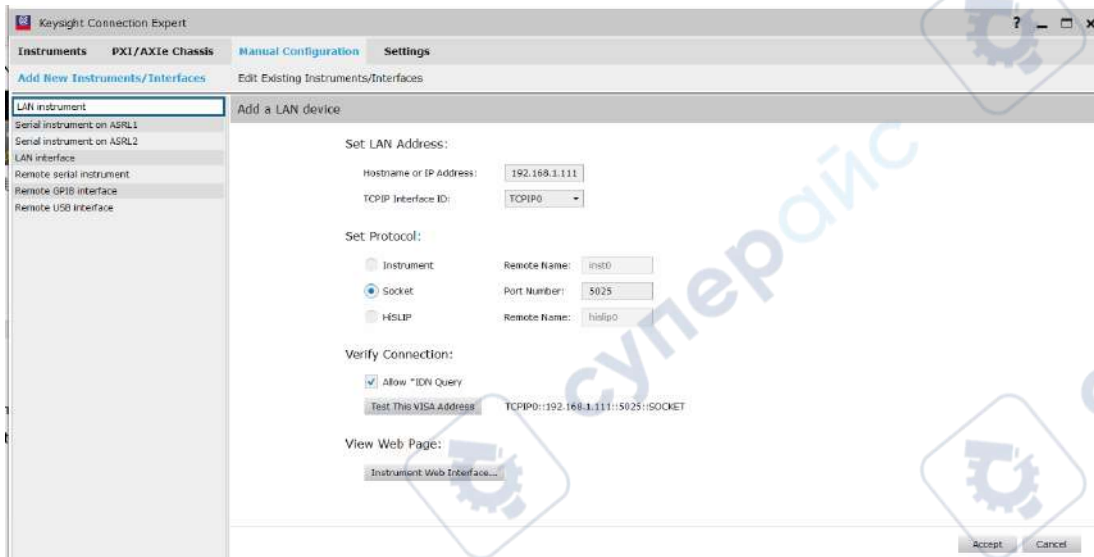 Keysight Connection Expert
?
Instruments PXI/AXIe Chassis Manual Configuration Settings
Add New Instruments/Interfaces Edit Existing Instruments/Interfaces
LAN instrument
Serial instrument on ASRL1
Serial instrument on ASRL2
LAN interface
Remote serial instrument
Remote GPIB interface
Remote USB interface
Add a LAN device
Set LAN Address:
Hostname or IP Address: 192.168.1.111
TCPIP Interface ID: TCPIP0
Set Protocol:
Instrument Remote Name: inst0
Socket Port Number: 5025
HiSLIP Remote Name: hislip0
Verify Connection:
Allow *IDN Query
Test This VISA Address TCPIP0::192.168.1.111::5025::SOCKET
View Web Page:
Instrument Web Interface...
Accept Cancel
суперайс